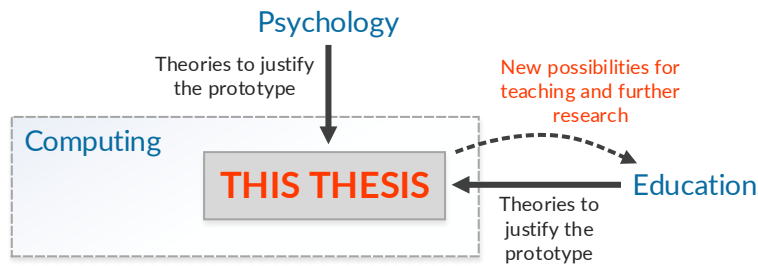 Psychology
Theories to justify
the prototype
New possibilities for
teaching and further
research
Computing
THIS THESIS
Education
Theories to
justify the
prototype